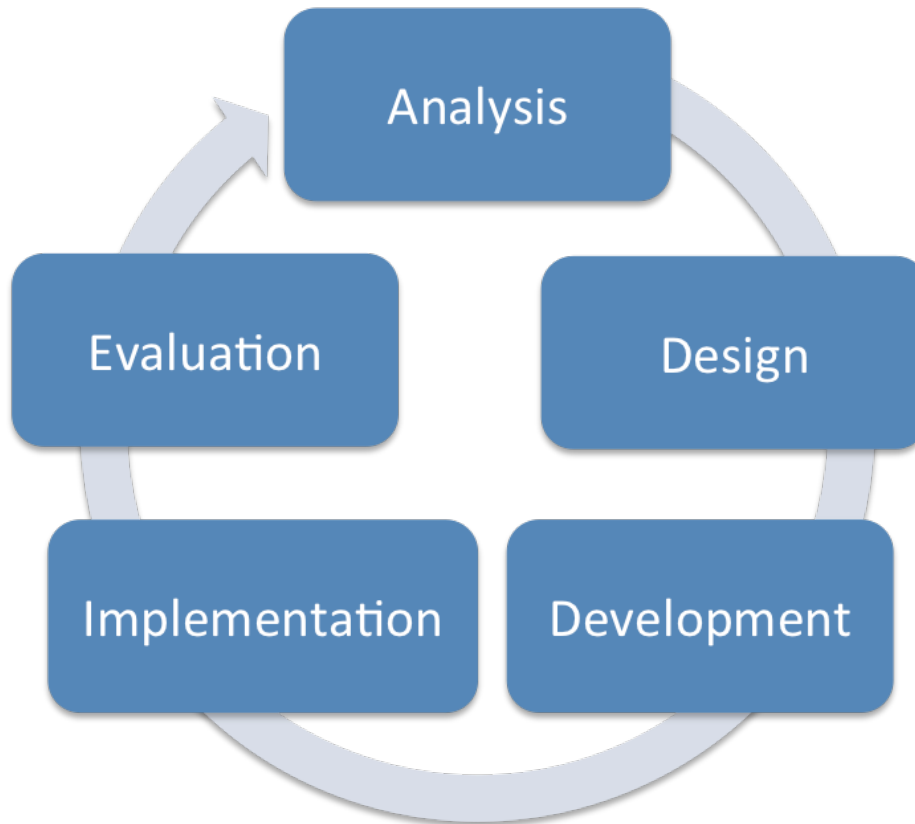 Analysis
Design
Development
Implementation
Evaluation